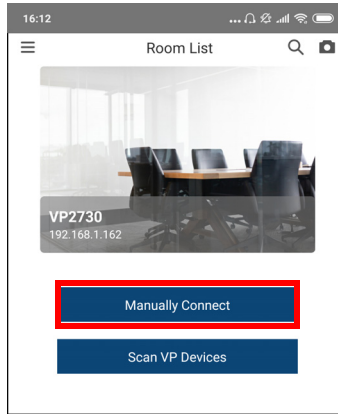 16:12
Room List
VP2730
192.168.1.162
Manually Connect
Scan VP Devices